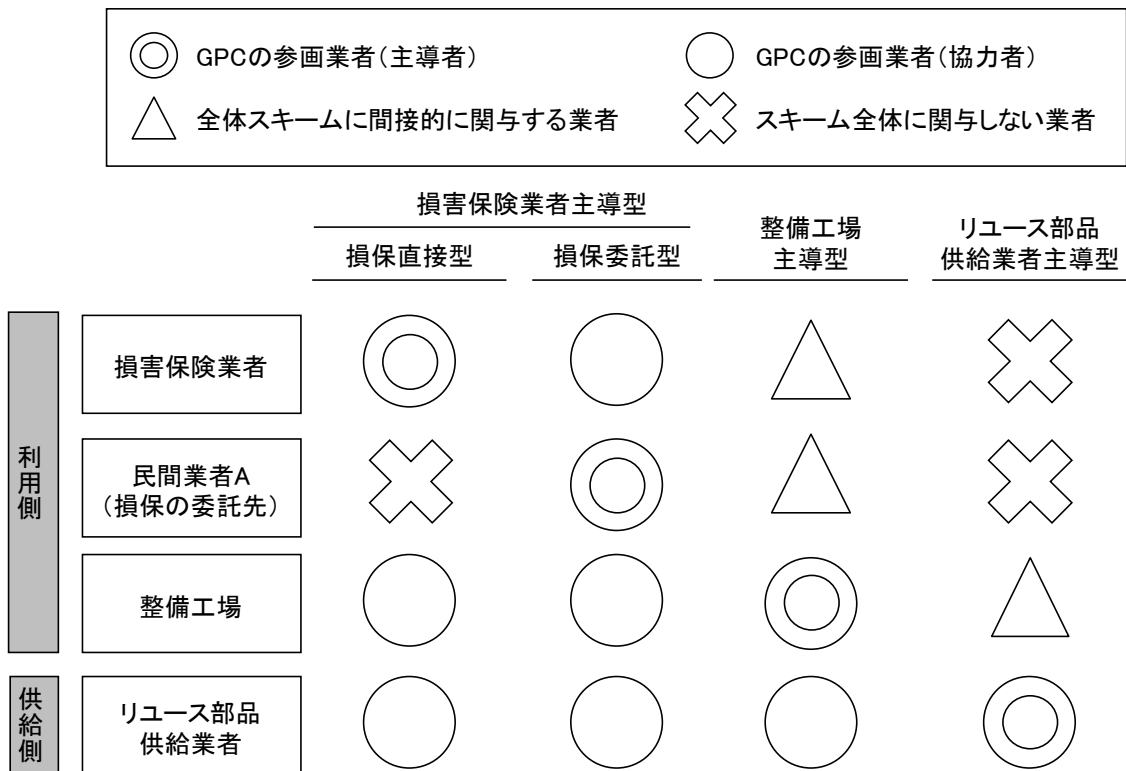 GPCの参画業者(主導者)
GPCの参画業者(協力者)
全体スキームに間接的に関与する業者
スキーム全体に関与しない業者
損害保険業者主導型
損保直接型
損保委託型
整備工場
主導型
リユース部品
供給業者主導型
利用側
損害保険業者
民間業者A
(損保の委託先)
整備工場
供給側
リユース部品
供給業者